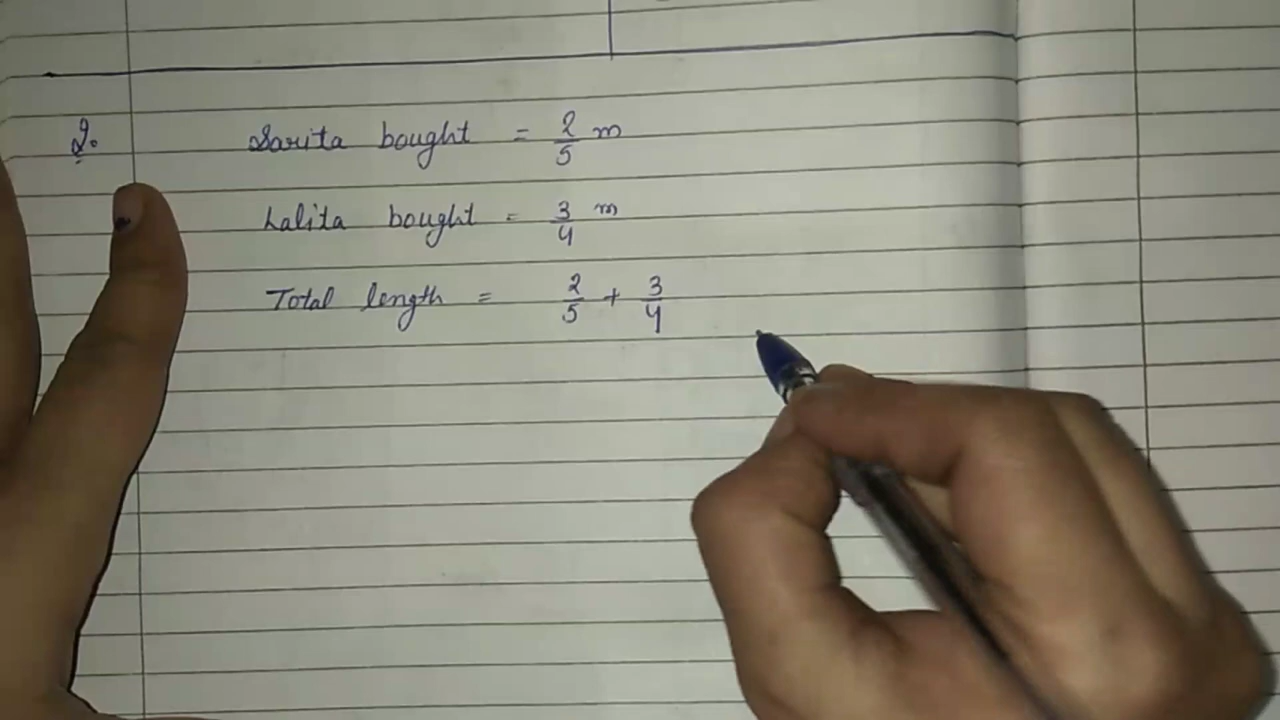 2. Sarita bought = 2/5 m
Lalita bought = 3/4 m
Total length = 2/5 + 3/4